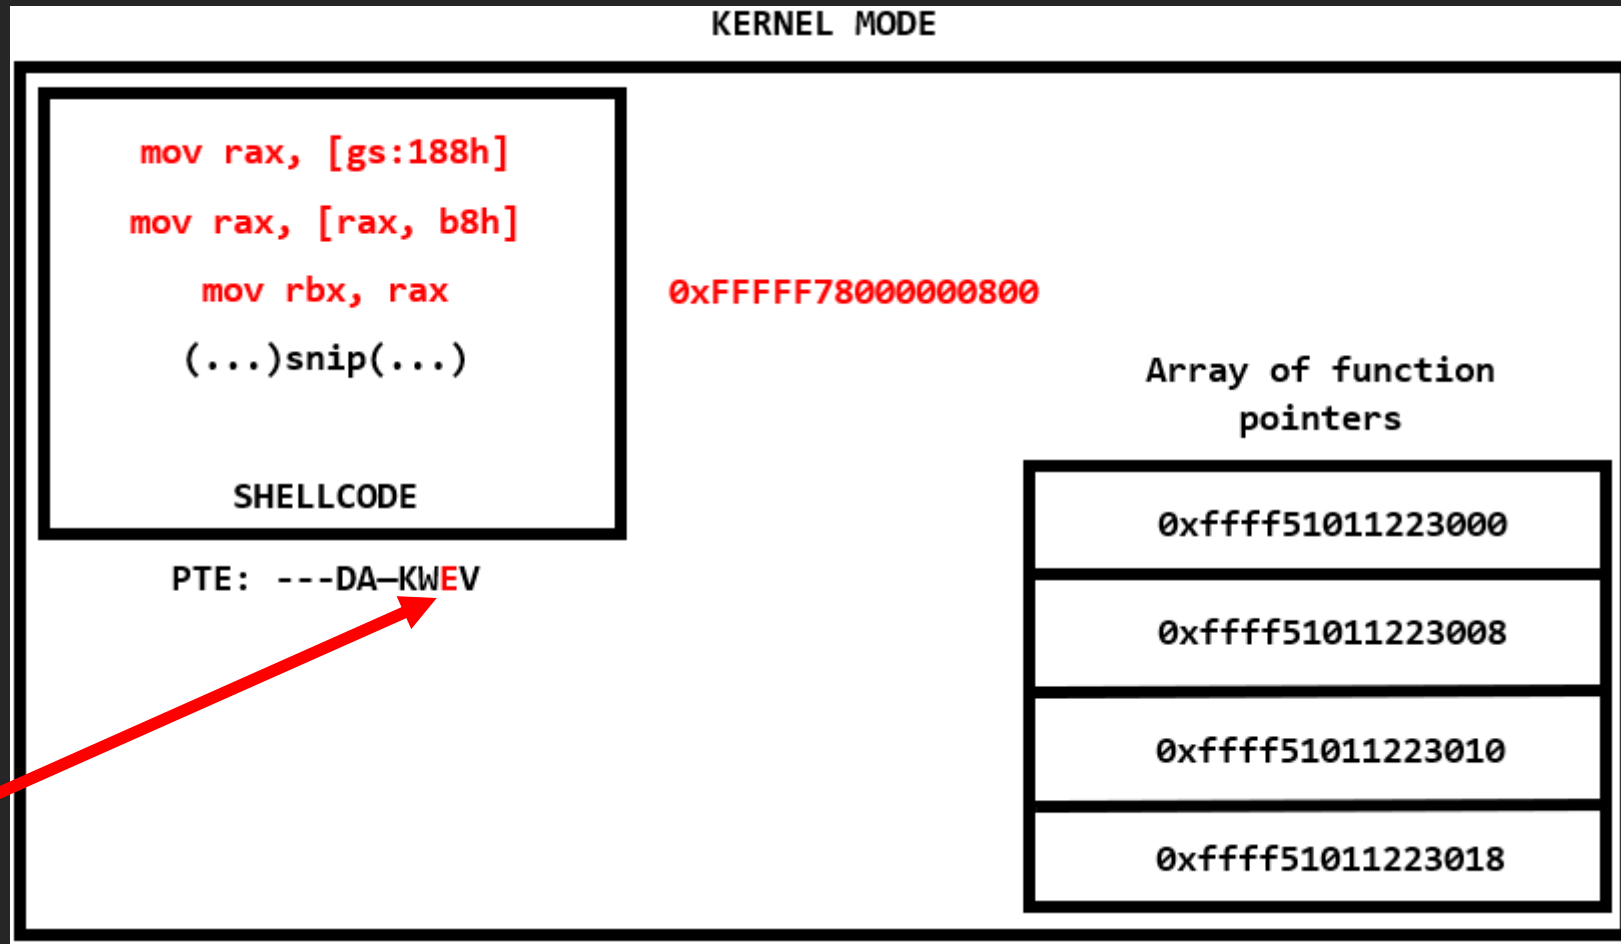 KERNEL MODE
mov rax, [gs:188h]
mov rax, [rax, b8h]
mov rbx, rax
(...)snip(...)
SHELLCODE
0xFFFFF78000000800
PTE: ---DA—KWEV
Array of function
pointers
0xffff51011223000
0xffff51011223008
0xffff51011223010
0xffff51011223018